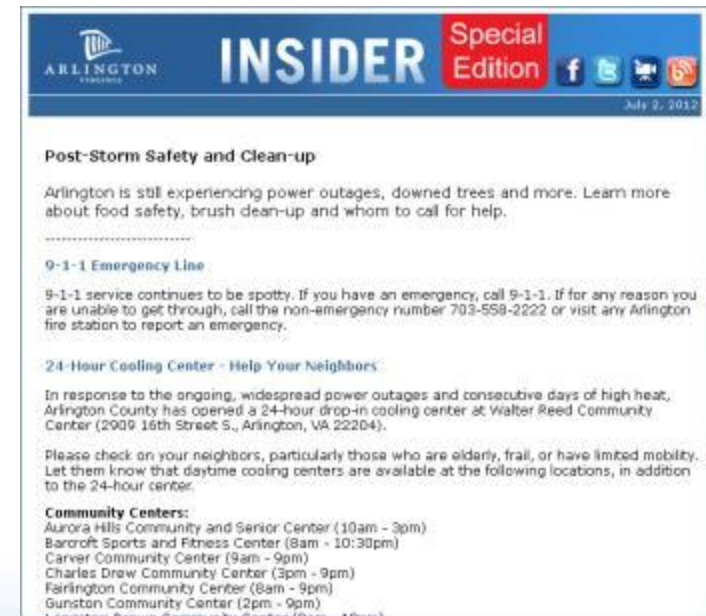 ARLINGTON
VIRGINIA
INSIDER
Special
Edition
July 2, 2012
Post-Storm Safety and Clean-up
Arlington is still experiencing power outages, downed trees and more. Learn more
about food safety, brush clean-up and whom to call for help.
---------------------------
9-1-1 Emergency Line
9-1-1 service continues to be spotty. If you have an emergency, call 9-1-1. If for any reason you
are unable to get through, call the non-emergency number 703-558-2222 or visit any Arlington
fire station to report an emergency.
24-Hour Cooling Center - Help Your Neighbors
In response to the ongoing, widespread power outages and consecutive days of high heat,
Arlington County has opened a 24-hour drop-in cooling center at Walter Reed Community
Center (2909 16th Street S., Arlington, VA 22204).
Please check on your neighbors, particularly those who are elderly, frail, or have limited mobility.
Let them know that daytime cooling centers are available at the following locations, in addition
to the 24-hour center.
Community Centers:
Aurora Hills Community and Senior Center (10am - 3pm)
Barcroft Sports and Fitness Center (8am - 10:30pm)
Carver Community Center (9am - 9pm)
Charles Drew Community Center (3pm - 9pm)
Fairlington Community Center (8am - 9pm)
Gunston Community Center (2pm - 9pm)